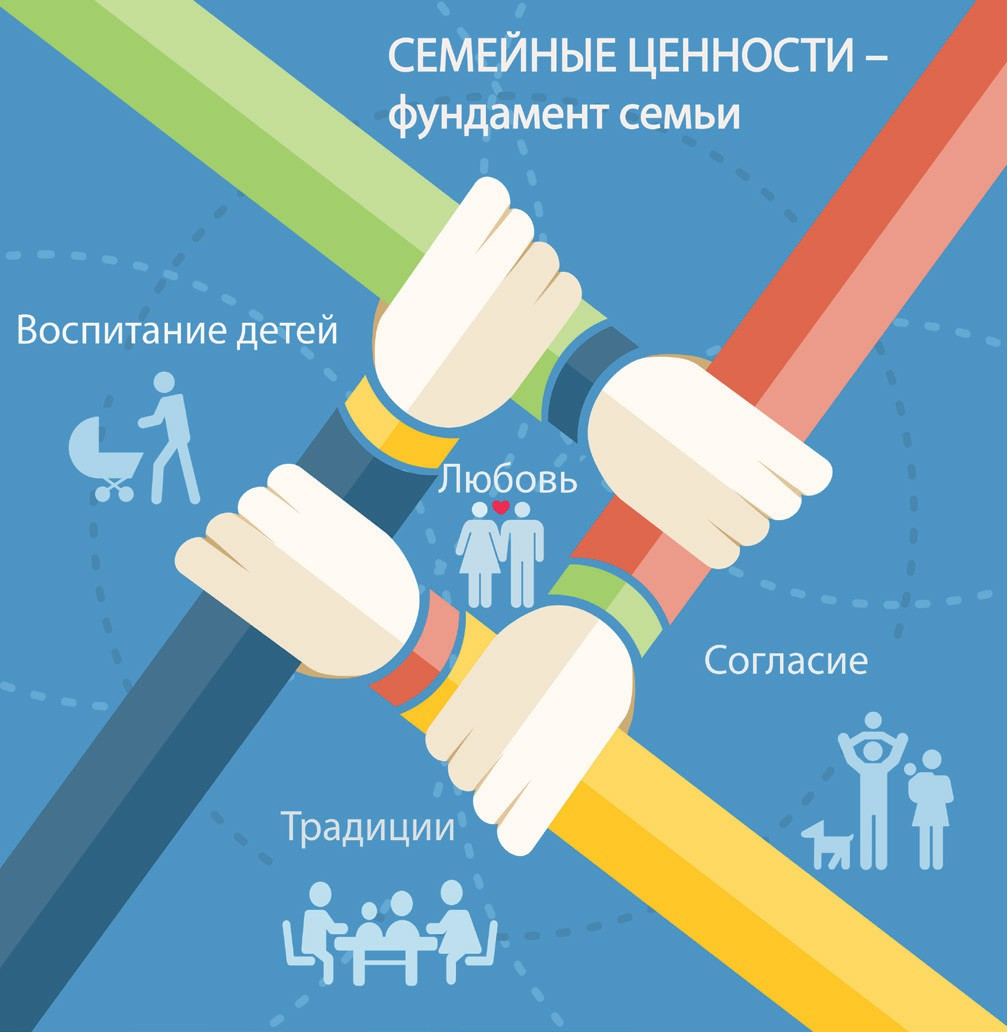 СЕМЕЙНЫЕ ЦЕННОСТИ –
фундамент семьи
Воспитание детей
Любовь
Согласие
Традиции